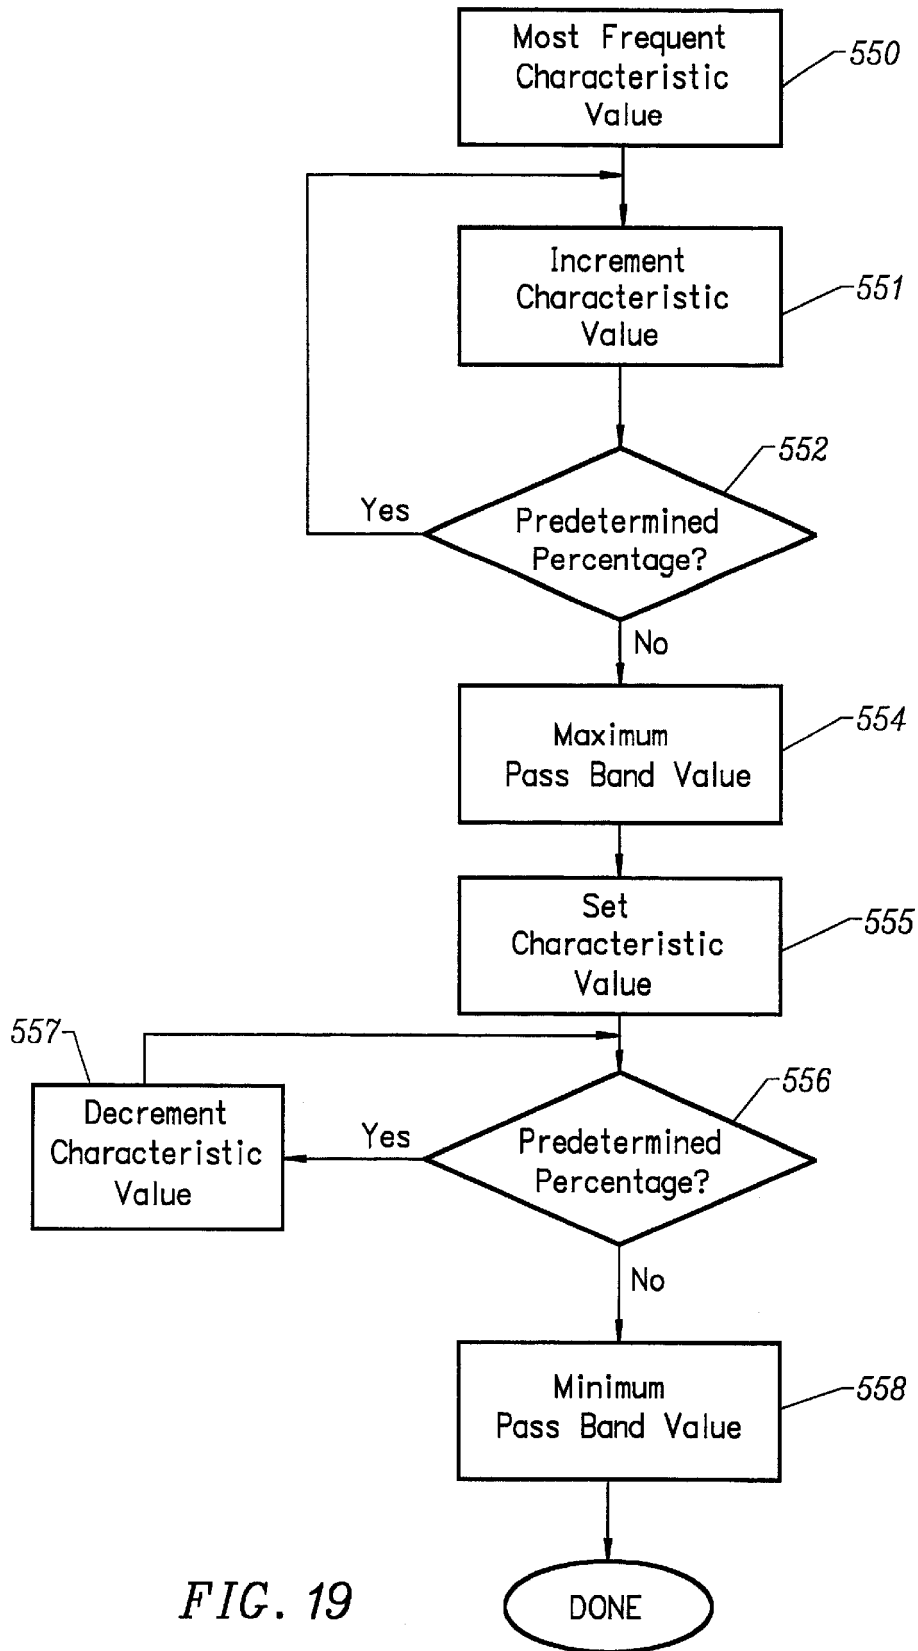 Most Frequent
Characteristic
Value
550
Increment
Characteristic
Value
551
552
Yes
Predetermined
Percentage?
No
Maximum
Pass Band Value
554
Set
Characteristic
Value
555
557
Decrement
Characteristic
Value
Yes
556
Predetermined
Percentage?
No
Minimum
Pass Band Value
558
FIG. 19
DONE